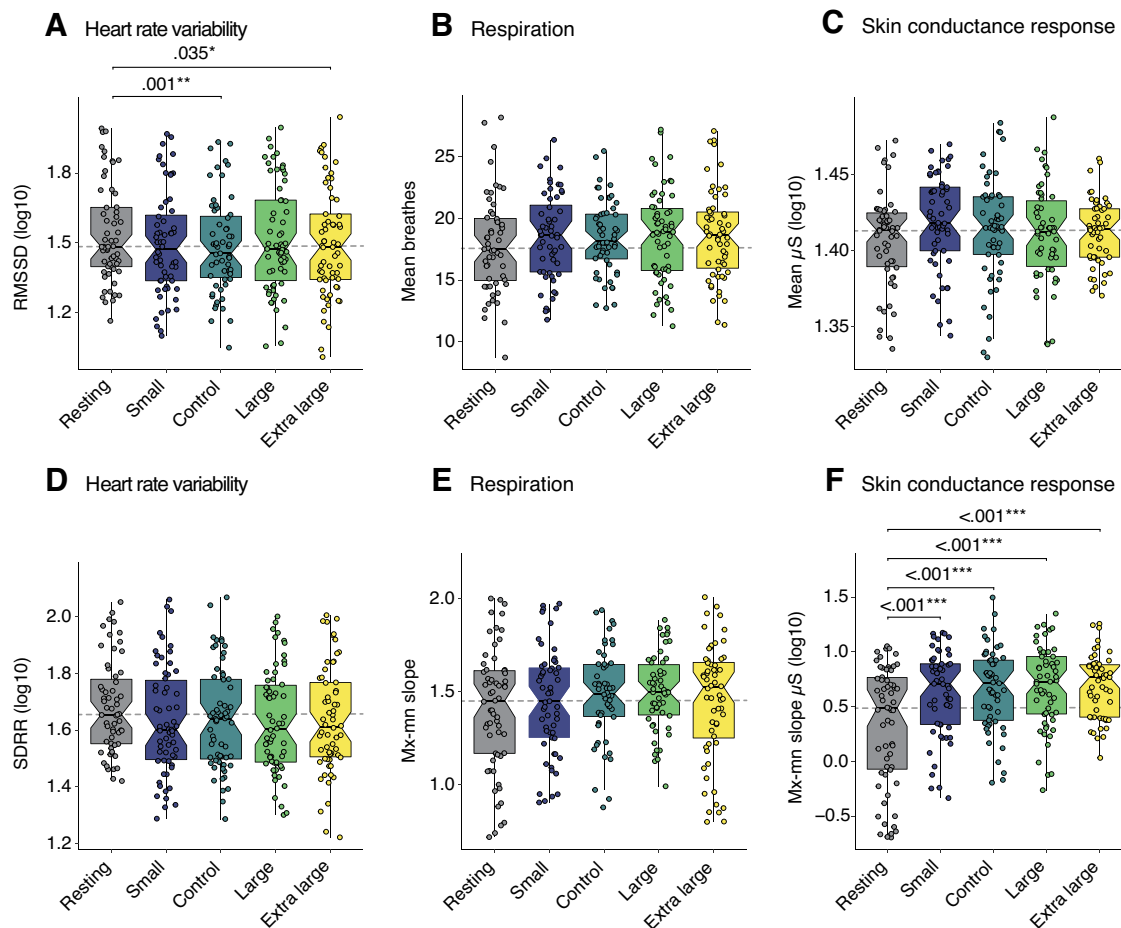 A Heart rate variability
B Respiration
C Skin conductance response
.035*
.001**
RMSSD (log10)
1.8
1.5
1.2
Resting
Small
Control
Large
Extra large
Mean breathes
25
20
15
10
Resting
Small
Control
Large
Extra large
Mean µS (log10)
1.45
1.40
1.35
Resting
Small
Control
Large
Extra large
D Heart rate variability
E Respiration
F Skin conductance response
SDRR (log10)
2.0
1.8
1.6
1.4
1.2
Resting
Small
Control
Large
Extra large
Mx-mn slope
2.0
1.5
1.0
Resting
Small
Control
Large
Extra large
<.001***
<.001***
<.001***
<.001***
Mx-mn slope µS (log10)
1.5
1.0
0.5
0.0
−0.5
Resting
Small
Control
Large
Extra large